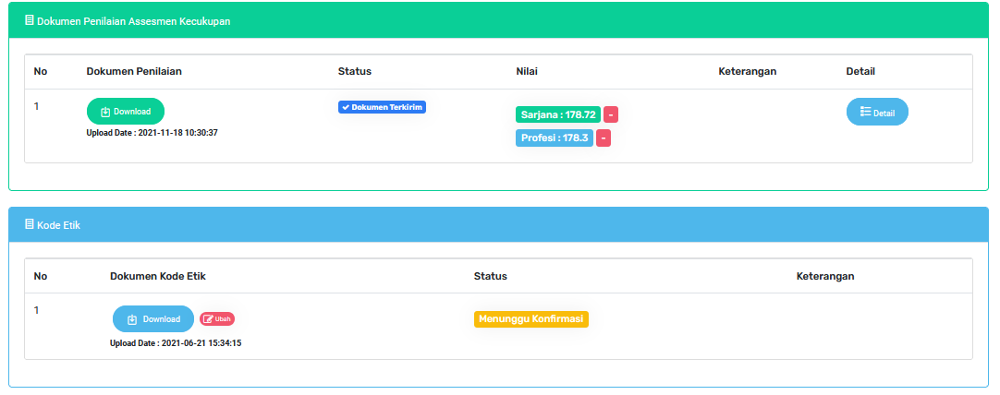 Dokumen Penilaian Assesmen Kecukupan
No Dokumen Penilaian Status Nilai Keterangan Detail
1 Download Dokumen Terkirim Sarjana : 178.72 - Detail
Upload Date : 2021-11-18 10:30:37
Profesi : 178.3 -
Kode Etik
No Dokumen Kode Etik Status Keterangan
1 Download Ubah Menunggu Konfirmasi
Upload Date : 2021-06-21 15:34:15